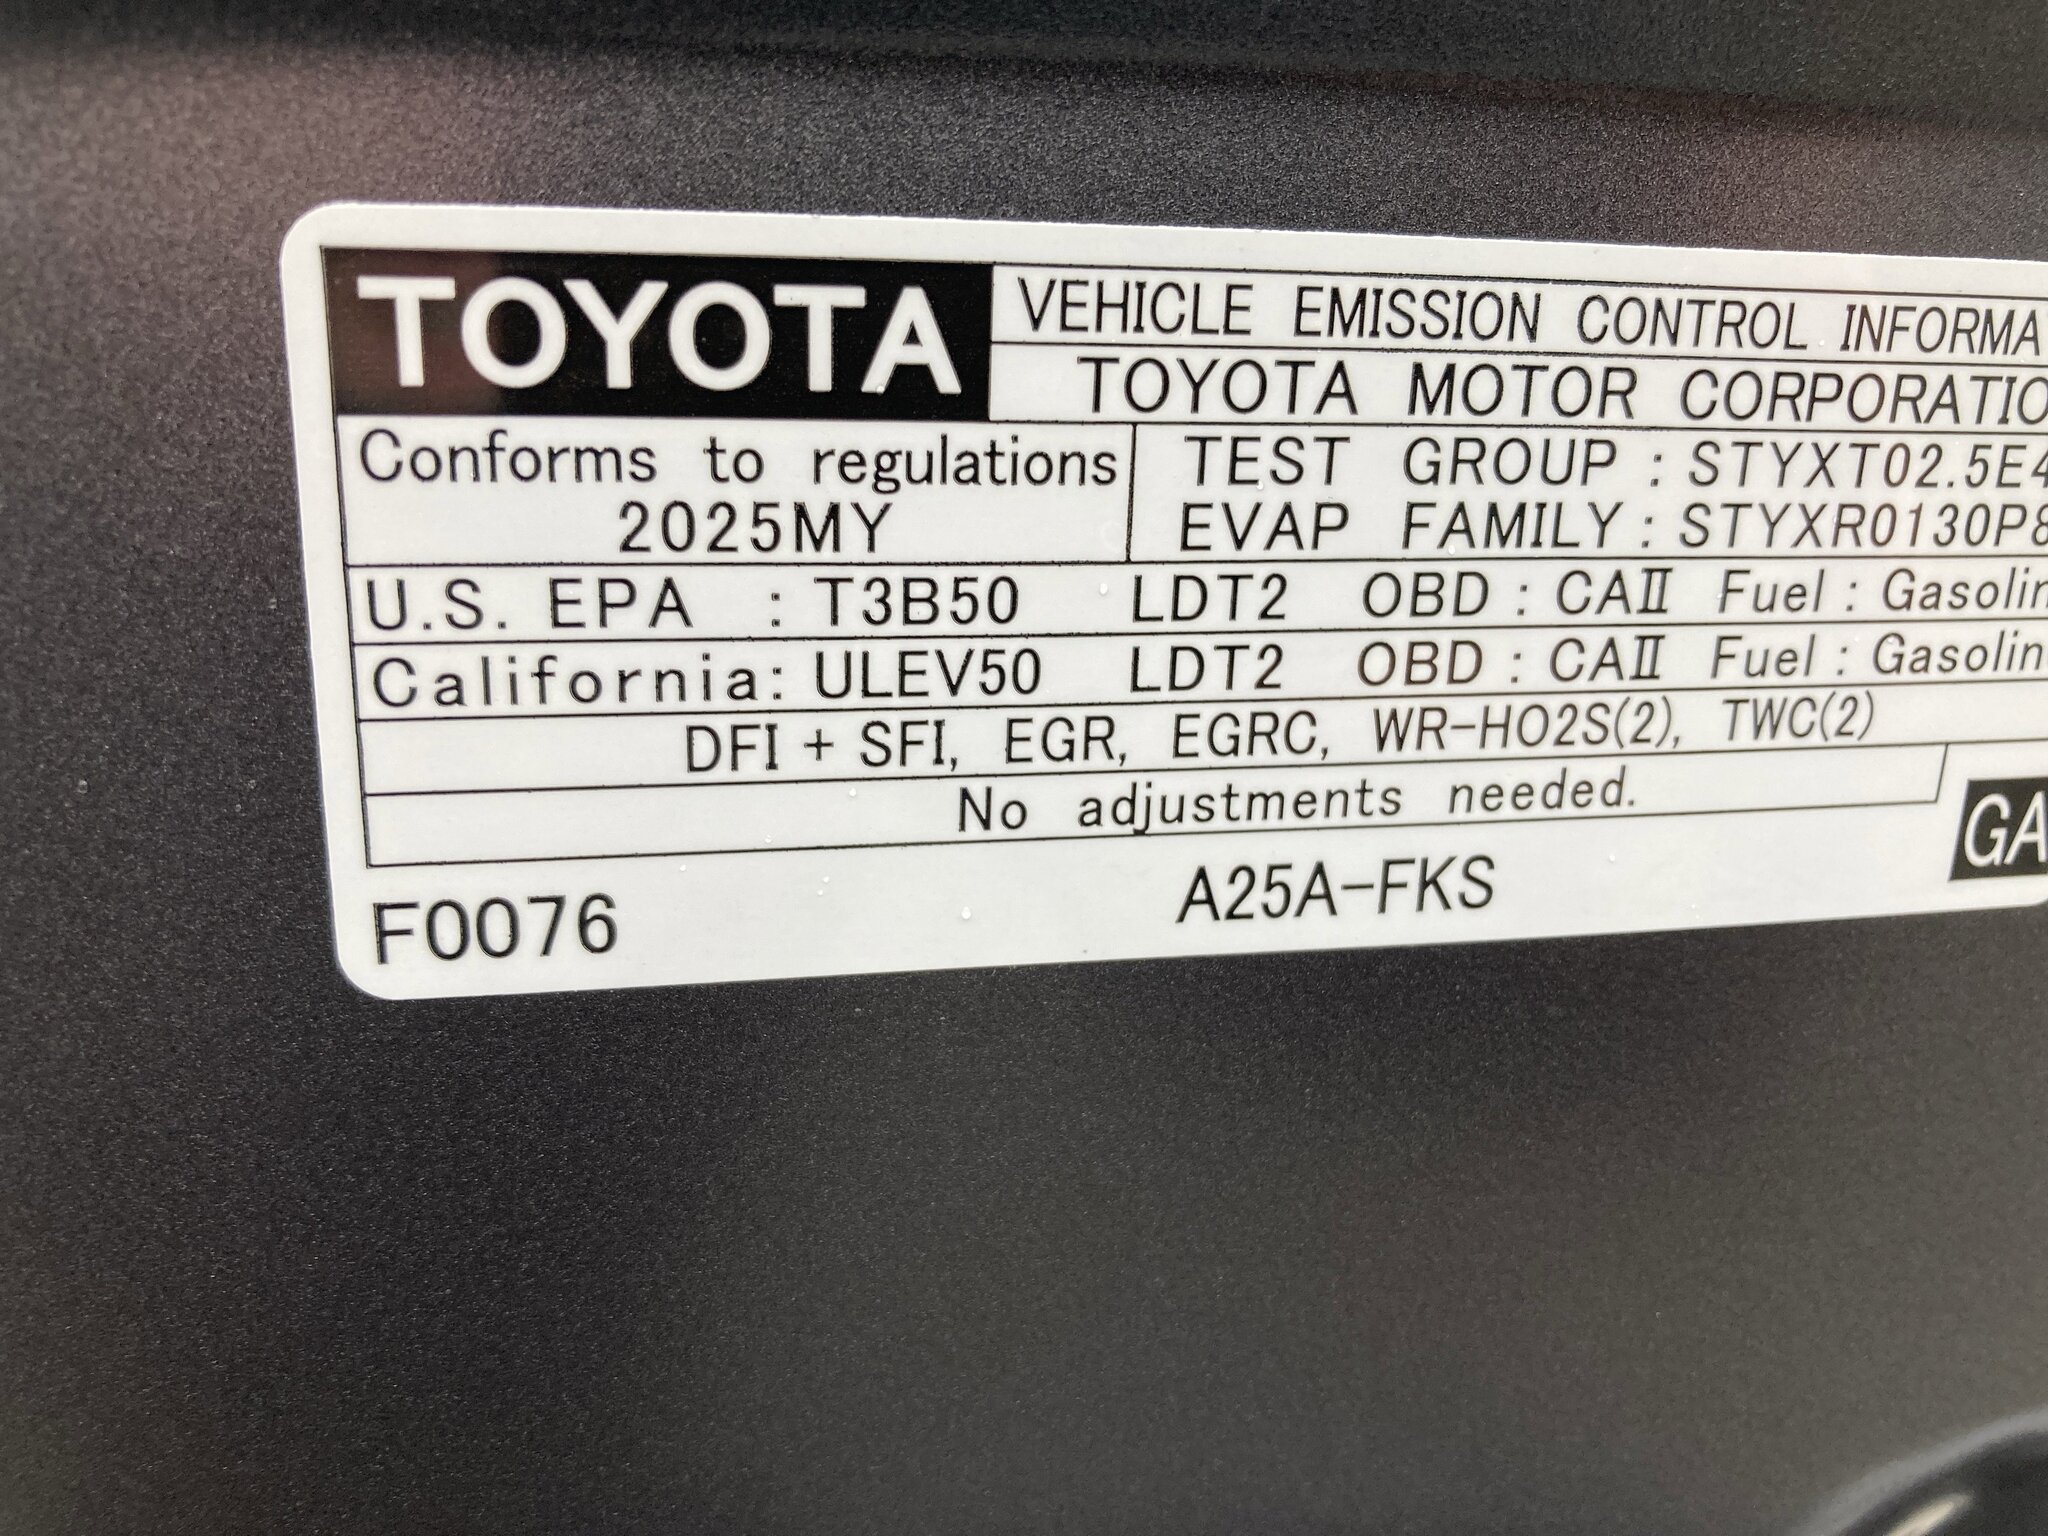 TOYOTA VEHICLE EMISSION CONTROL INFORMA
TOYOTA MOTOR CORPORATIO
Conforms to regulations TEST GROUP : STYXT02.5E4
2025MY EVAP FAMILY : STYXR0130P8
U.S. EPA : T3B50 LDT2 OBD : CAII Fuel : Gasolin
California: ULEV50 LDT2 OBD : CAII Fuel : Gasolin
DFI + SFI, EGR, EGRC, WR-HO2S(2), TWC(2)
No adjustments needed.
GA
F0076 A25A-FKS